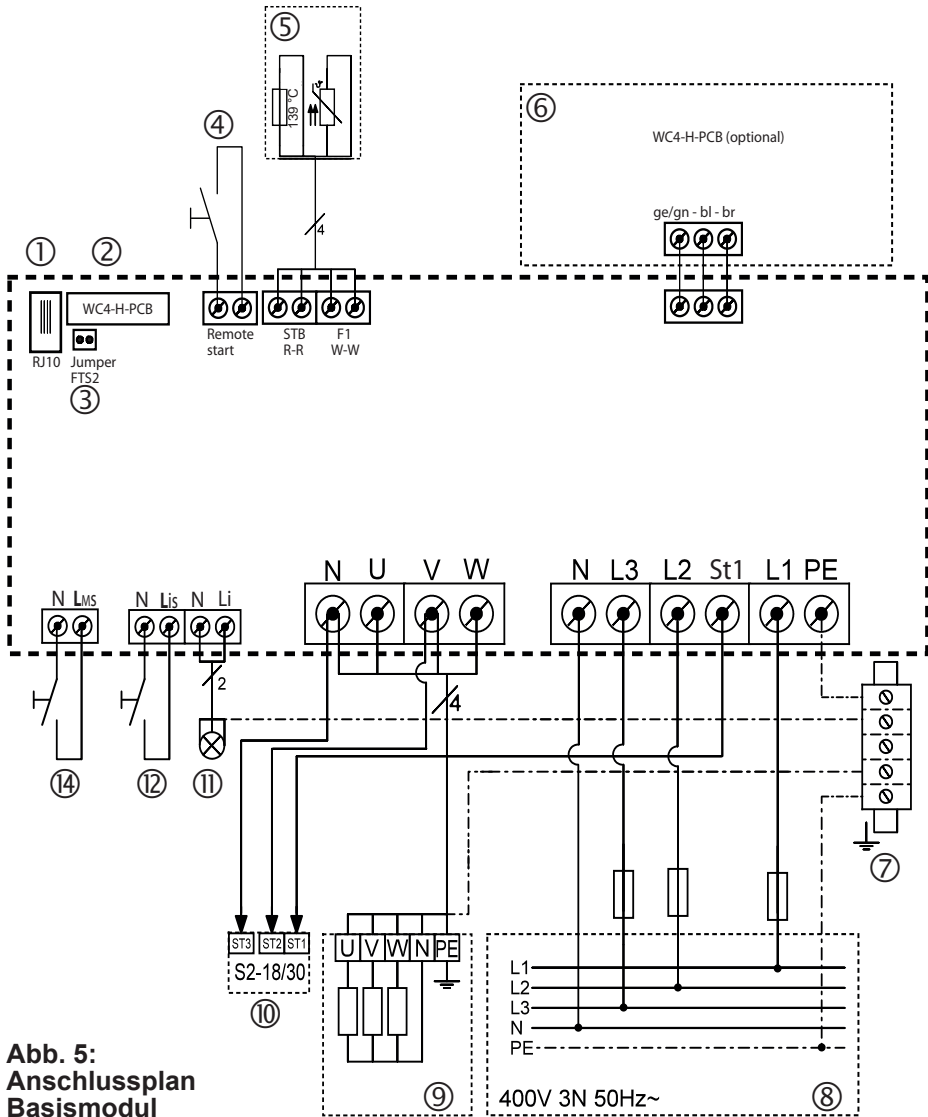 ⑤
139 °C
4
④
⑥
WC4-H-PCB (optional)
ge/gn - bl - br
① ②
WC4-H-PCB
RJ10 Jumper
FTS2
③
Remote
start
STB
R-R
F1
W-W
N LMS
N Lis N Li
N U V W
N L3 L2 St1 L1 PE
2
4
⑭ ⑫ ⑪
⑦
ST3 ST2 ST1
S2-18/30
⑩
U V W N PE
⑨
L1
L2
L3
N
PE
400V 3N 50Hz~
⑧
Abb. 5:
Anschlussplan
Basismodul